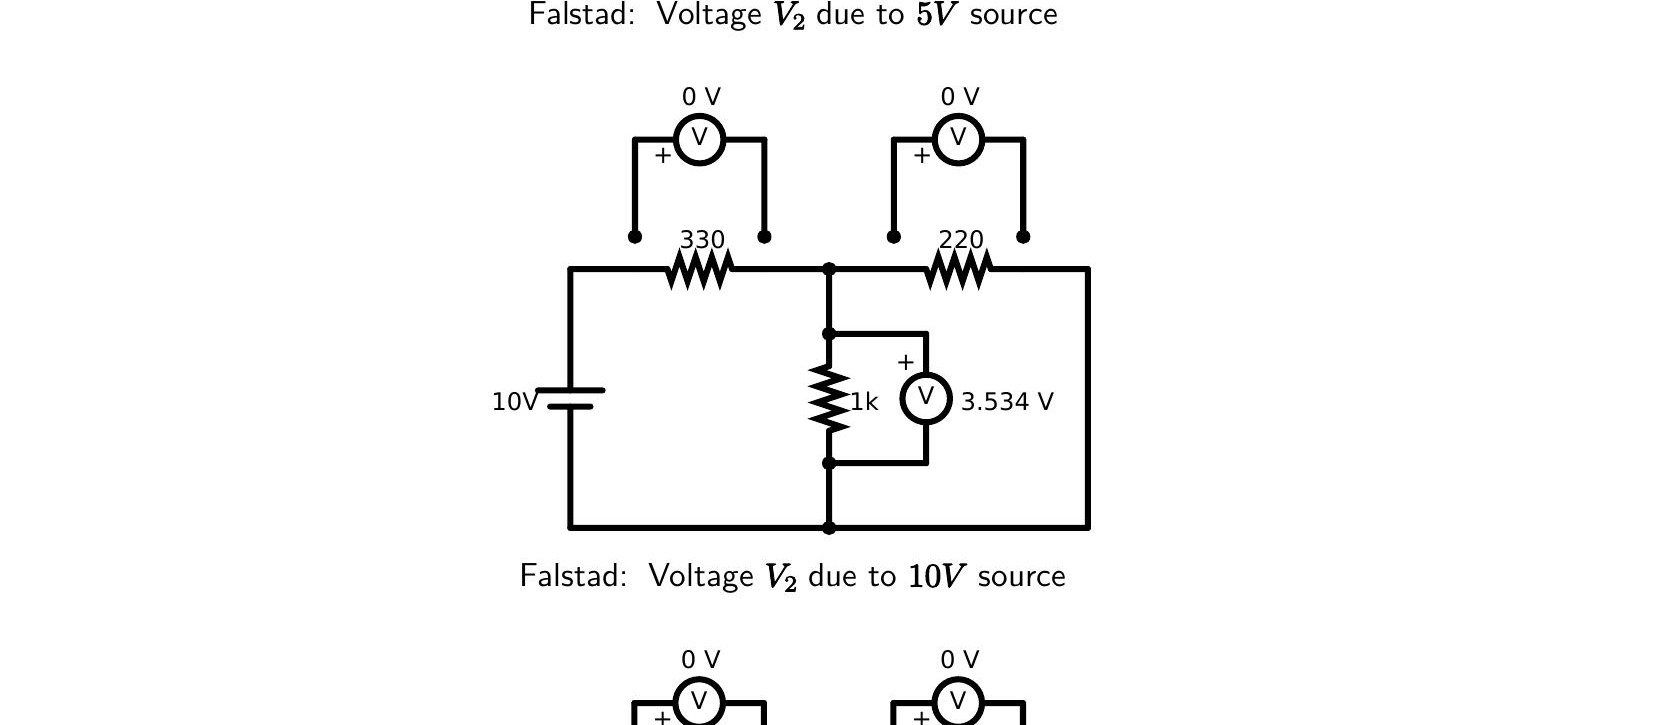 Falstad: Voltage V2 due to 5V source
0 V 0 V
V V
+ +
330 220
+
10V 1k V 3.534 V
Falstad: Voltage V2 due to 10V source
0 V 0 V
V V
+ +